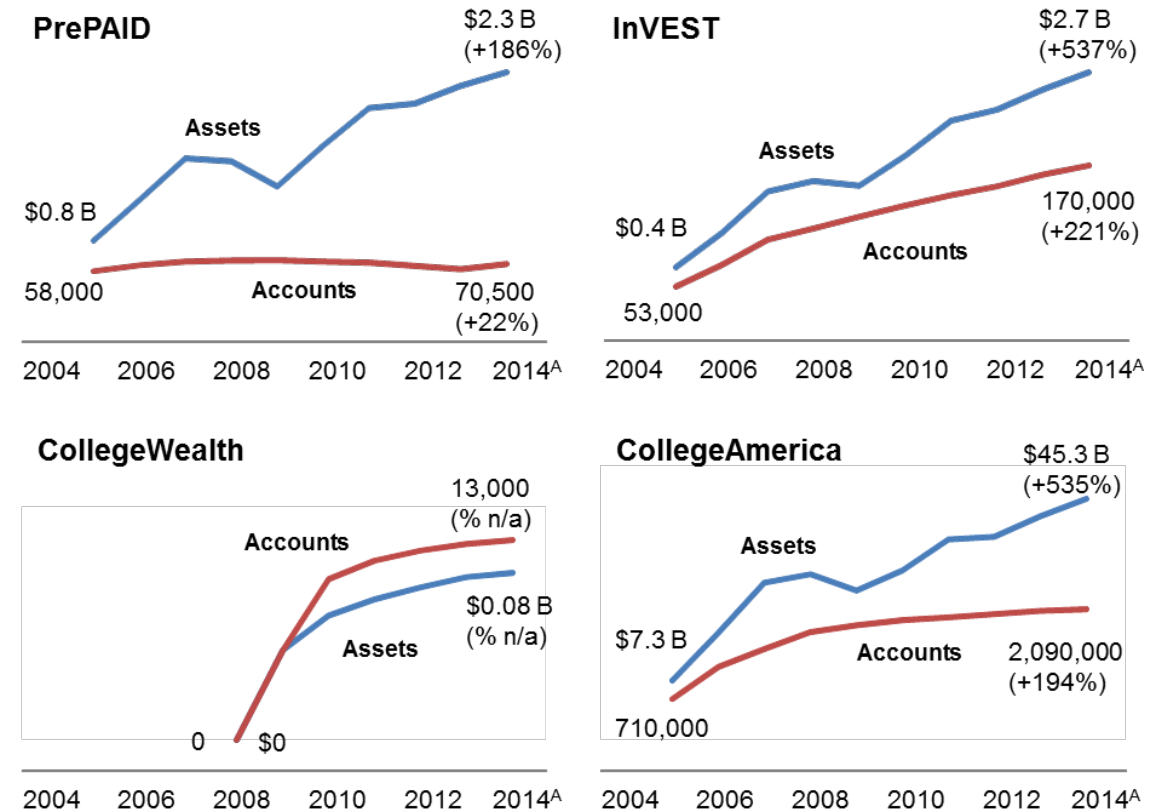 PrePAID
$2.3 B
(+186%)
Assets
$0.8 B
58,000
Accounts
70,500
(+22%)
2004 2006 2008 2010 2012 2014A
InVEST
$2.7 B
(+537%)
Assets
$0.4 B
170,000
(+221%)
Accounts
53,000
2004 2006 2008 2010 2012 2014A
CollegeWealth
13,000
(% n/a)
Accounts
$0.08 B
(% n/a)
Assets
0 $0
2004 2006 2008 2010 2012 2014A
CollegeAmerica
$45.3 B
(+535%)
Assets
$7.3 B
Accounts
2,090,000
(+194%)
710,000
2004 2006 2008 2010 2012 2014A